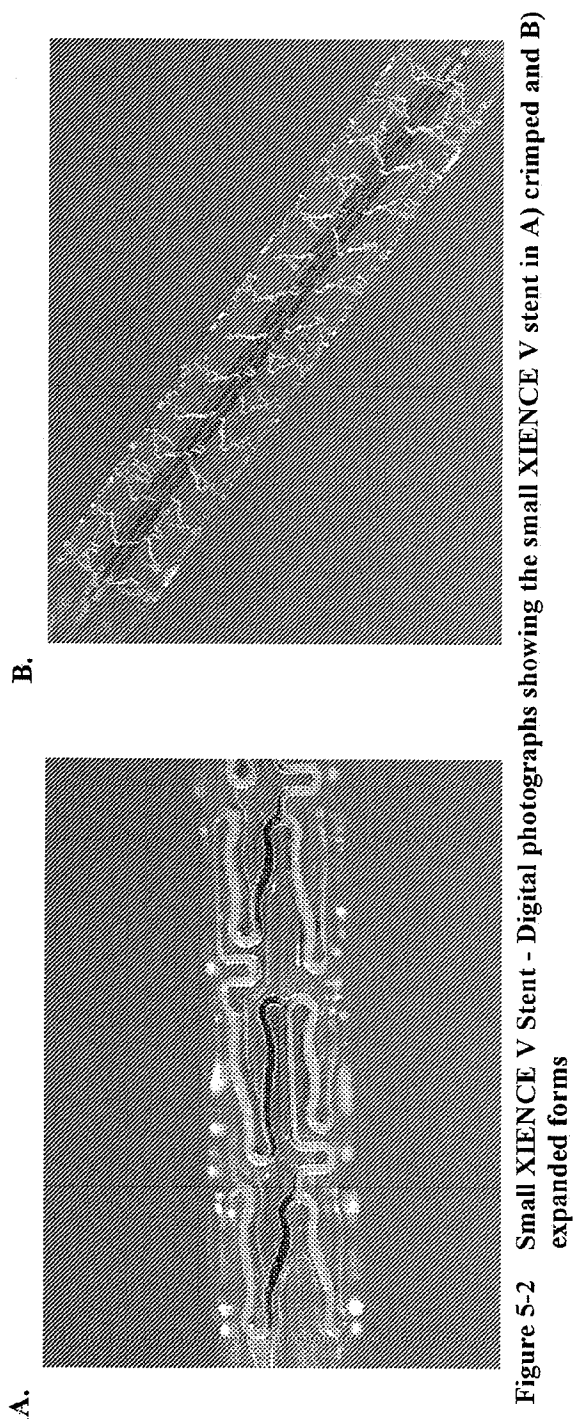 A.
B.
Figure 5-2 Small XIENCE V Stent - Digital photographs showing the small XIENCE V stent in A) crimped and B)
expanded forms